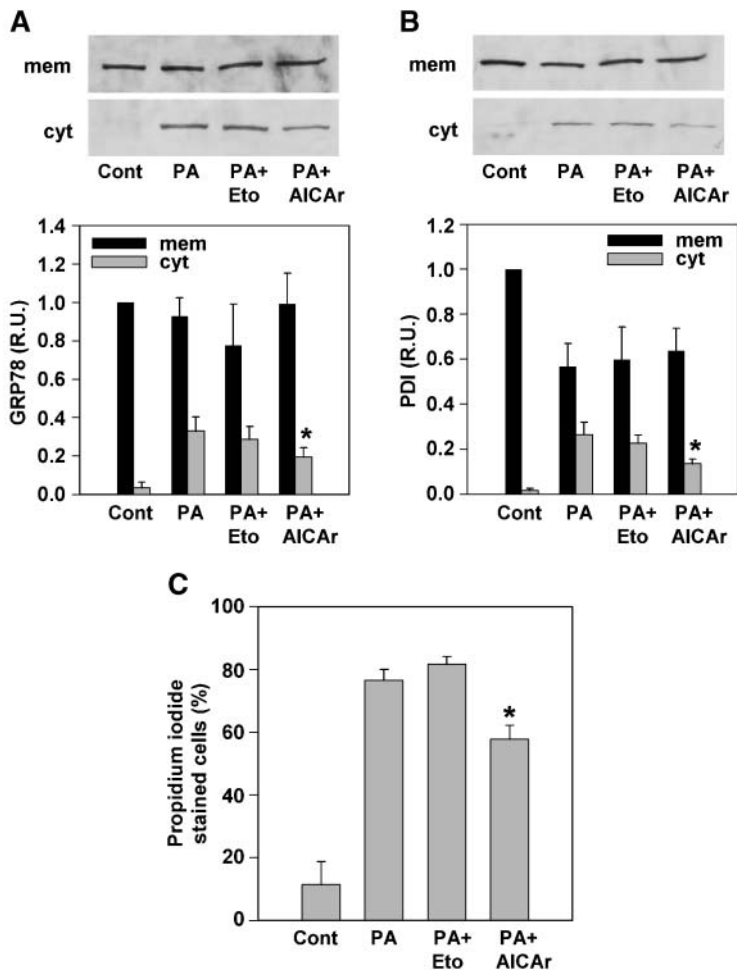 A
mem
cyt
Cont PA PA+ PA+
Eto AICAr
1.4
1.2
1.0
0.8
0.6
0.4
0.2
0.0
GRP78 (R.U.)
mem
cyt
*
Cont PA PA+ PA+
Eto AICAr
B
mem
cyt
Cont PA PA+ PA+
Eto AICAr
1.2
1.0
0.8
0.6
0.4
0.2
0.0
PDI (R.U.)
mem
cyt
*
Cont PA PA+ PA+
Eto AICAr
C
100
80
60
40
20
0
Propidium iodide
stained cells (%)
*
Cont PA PA+ PA+
Eto AICAr